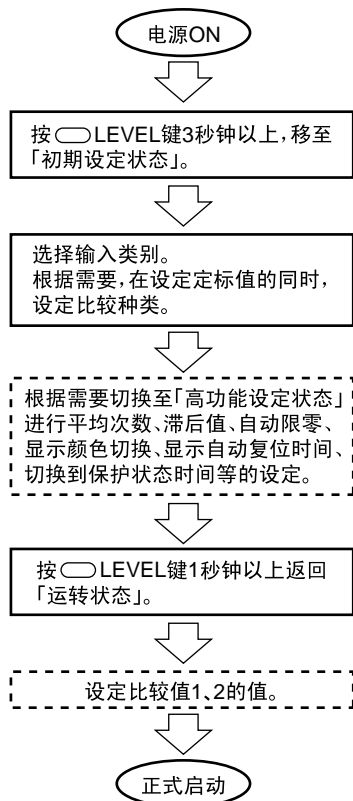 电源ON
按 LEVEL键3秒钟以上,移至
「初期设定状态」。
选择输入类别。
根据需要,在设定定标值的同时,
设定比较种类。
根据需要切换至「高功能设定状态」
进行平均次数、滞后值、自动限零、
显示颜色切换、显示自动复位时间、
切换到保护状态时间等的设定。
按 LEVEL键1秒钟以上返回
「运转状态」。
设定比较值1、2的值。
正式启动